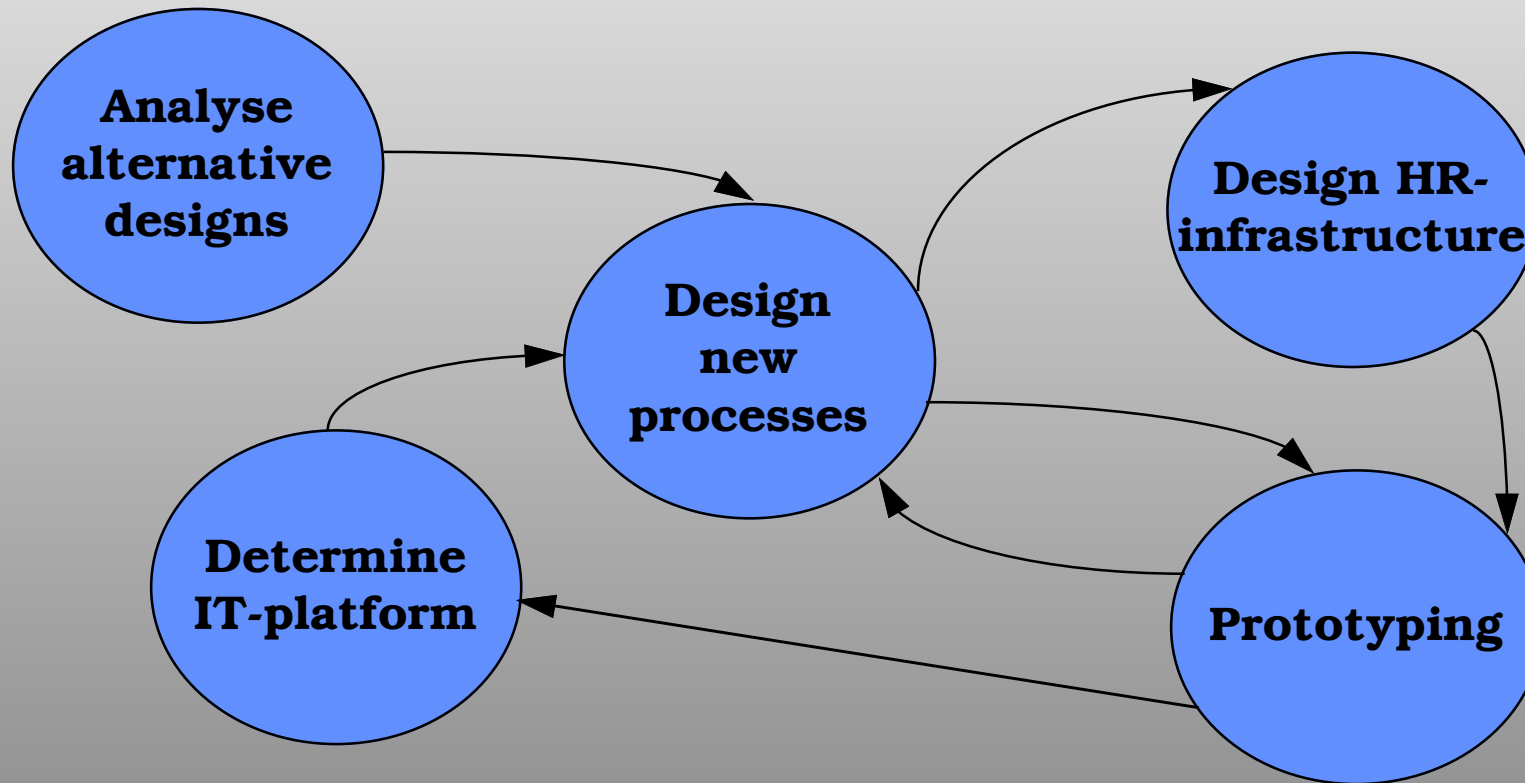 Analyse
alternative
designs
Design HR-
infrastructure
Design
new
processes
Determine
IT-platform
Prototyping